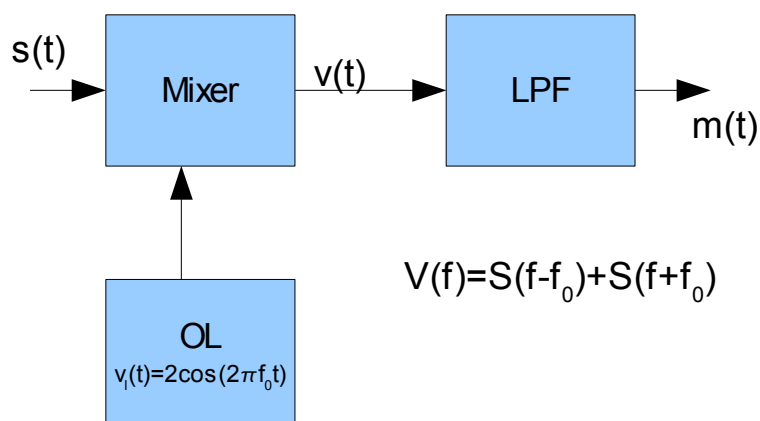 s(t)
Mixer
v(t)
LPF
m(t)
V(f)=S(f-f₀)+S(f+f₀)
OL
vₗ(t)=2cos(2πf₀t)